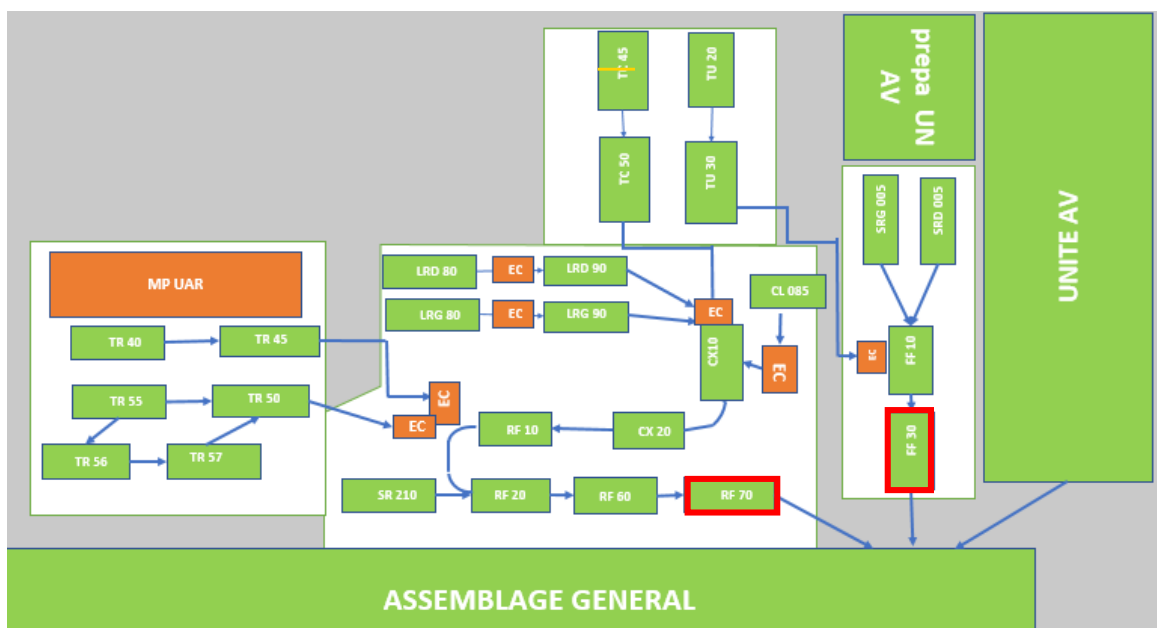 TC 45
TU 20
prepa UN
AV
TC 50
TU 30
SRG 005
SRD 005
UNITE AV
MP UAR
LRD 80
EC
LRD 90
CL 085
LRG 80
EC
LRG 90
EC
TR 40
TR 45
CX10
EC
EC
FF 10
TR 55
TR 50
EC
EC
RF 10
CX 20
FF 30
TR 56
TR 57
SR 210
RF 20
RF 60
RF 70
ASSEMBLAGE GENERAL